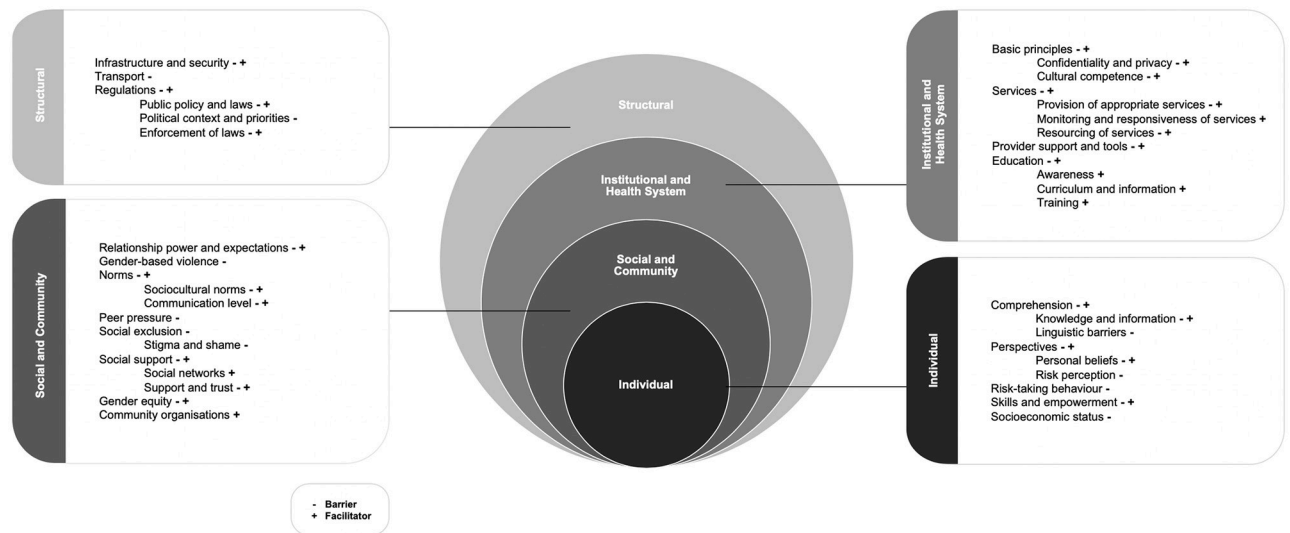 Structural
Infrastructure and security - +
Transport -
Regulations - +
Public policy and laws - +
Political context and priorities -
Enforcement of laws - +
Social and Community
Relationship power and expectations - +
Gender-based violence -
Norms - +
Sociocultural norms - +
Communication level - +
Peer pressure -
Social exclusion -
Stigma and shame -
Social support - +
Social networks +
Support and trust - +
Gender equity - +
Community organisations +
- Barrier
+ Facilitator
Structural
Institutional and
Health System
Social and
Community
Individual
Institutional and
Health System
Basic principles - +
Confidentiality and privacy - +
Cultural competence - +
Services - +
Provision of appropriate services - +
Monitoring and responsiveness of services +
Resourcing of services - +
Provider support and tools - +
Education - +
Awareness +
Curriculum and information +
Training +
Individual
Comprehension - +
Knowledge and information - +
Linguistic barriers -
Perspectives - +
Personal beliefs - +
Risk perception -
Risk-taking behaviour -
Skills and empowerment - +
Socioeconomic status -